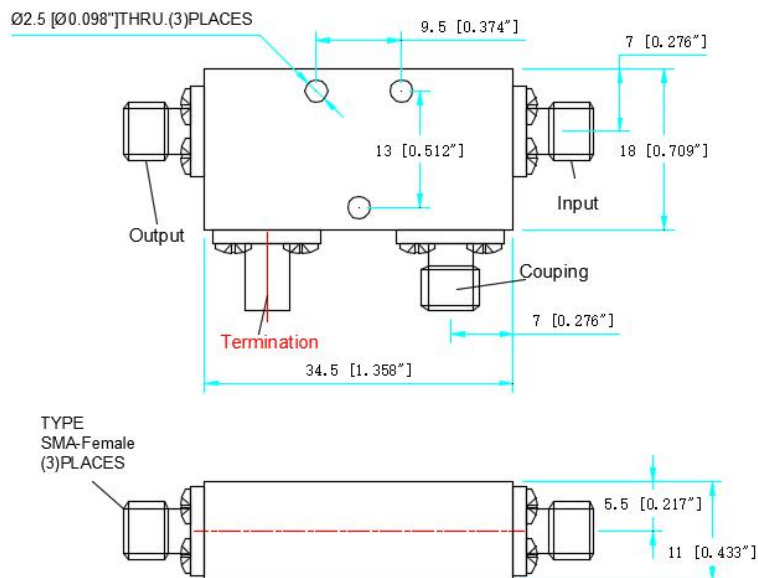 Ø2.5 [Ø0.098"]THRU.(3)PLACES
9.5 [0.374"]
7 [0.276"]
13 [0.512"]
18 [0.709"]
Input
Output
Couping
7 [0.276"]
Termination
34.5 [1.358"]
TYPE
SMA-Female
(3)PLACES
5.5 [0.217"]
11 [0.433"]